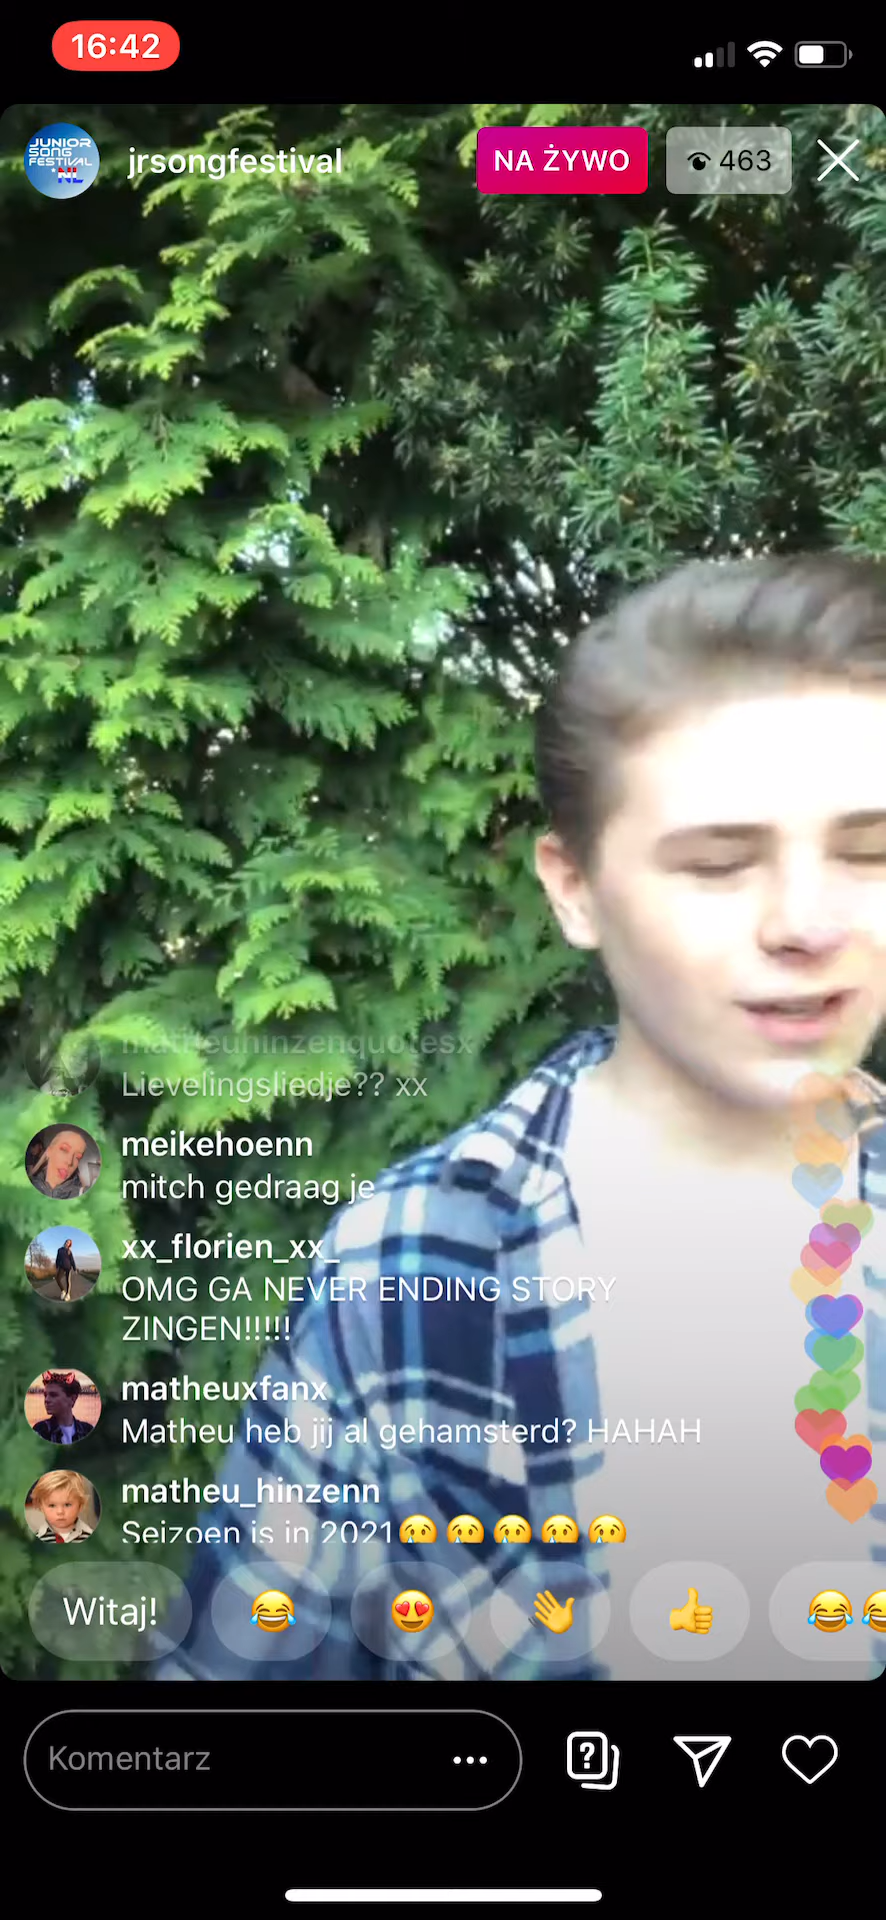 16:42
JUNIOR
SONG
FESTIVAL
NL
jrsongfestival
NA ŻYWO
463
matheuhinzenquotesx
Lievelingsliedje?? xx
meikehoenn
mitch gedraag je
xx_florien_xx_
OMG GA NEVER ENDING STORY
ZINGEN!!!!!
matheuxfanx
Matheu heb jij al gehamsterd? HAHAH
matheu_hinzenn
Seizoen is in 2021😢😢😢😢😢
Witaj!
Komentarz